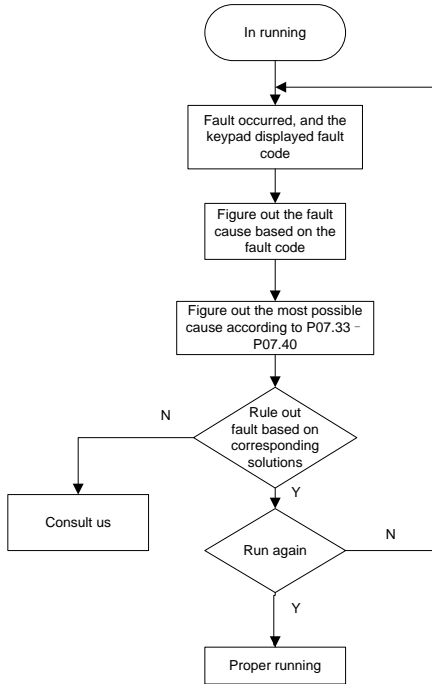 In running
Fault occurred, and the
keypad displayed fault
code
Figure out the fault
cause based on the
fault code
Figure out the most possible
cause according to P07.33－
P07.40
N
Rule out
fault based on
corresponding
solutions
Y
Consult us
N
Run again
Y
Proper running